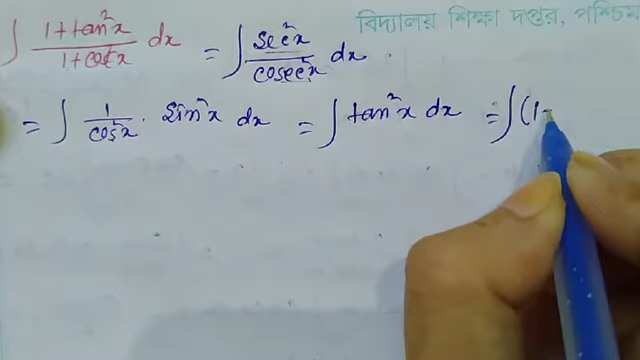 বিদ্যালয় শিক্ষা দপ্তর, পশ্চিম
∫ (1+tan²x)/(1+cot²x) dx = ∫ sec²x/cosec²x dx.
= ∫ 1/cos²x · sin²x dx = ∫ tan²x dx = ∫(1-